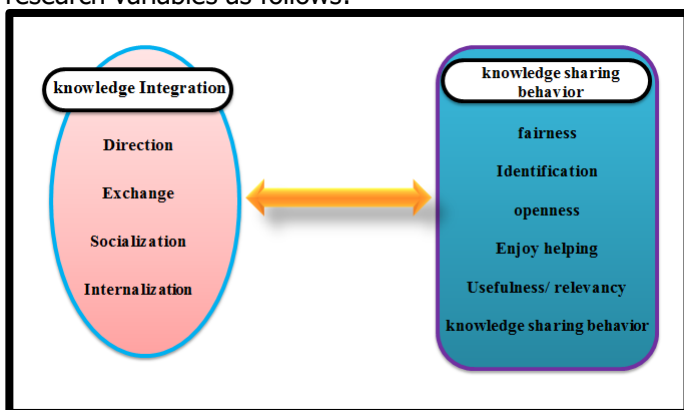 research variables as follows:
knowledge Integration
Direction
Exchange
Socialization
Internalization
knowledge sharing
behavior
fairness
Identification
openness
Enjoy helping
Usefulness/ relevancy
knowledge sharing behavior